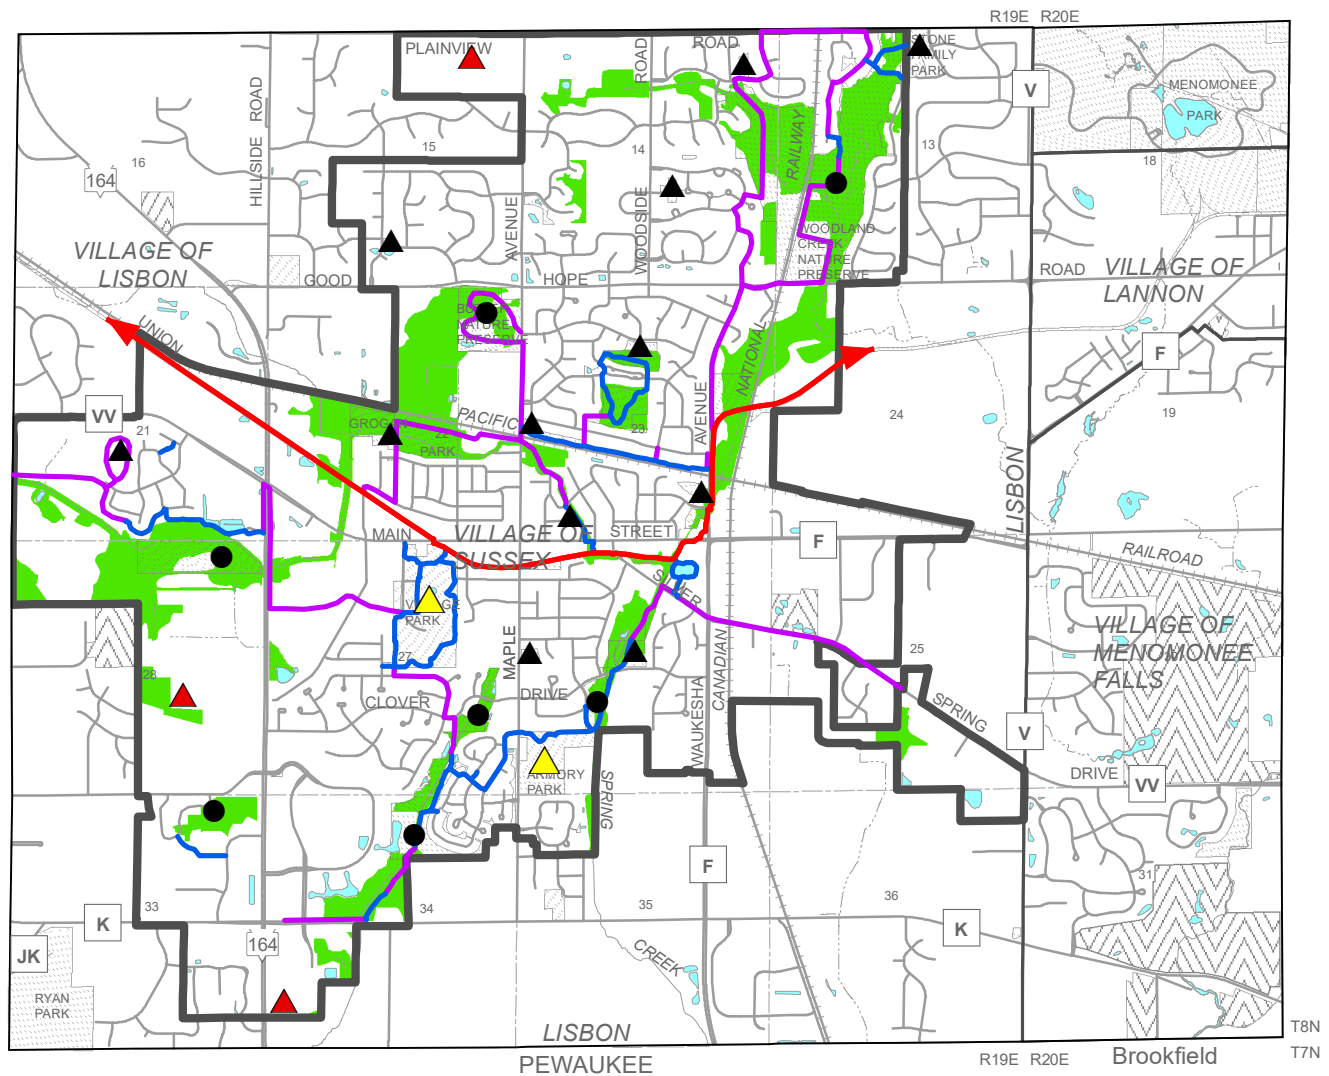 R19E R20E
PLAINVIEW
ROAD
STONE
FAMILY
PARK
ROAD
HILLSIDE ROAD
V
MENOMONEE
PARK
RAILWAY
16
15
14
13
18
164
AVENUE
WOODSIDE
VILLAGE OF
LISBON
WOODLAND
CREEK
NATURE
PRESERVE
GOOD
HOPE
ROAD
VILLAGE OF
LANNON
UNION
NATURE
PRESERVE
NATIONAL
F
VV
21
GROGAN
22
PARK
PACIFIC
23
AVENUE
24
19
LISBON
MAIN
VILLAGE OF
SUSSEX
STREET
F
RAILROAD
SILVER
VILLAGE
PARK
27
MAPLE
25
VILLAGE OF
MENOMONEE
FALLS
28
CLOVER
DRIVE
WAUKESHA
CANADIAN
SPRING
V
ARMORY
PARK
SPRING
DRIVE
VV
F
31
33
34
35
36
K
K
164
JK
CREEK
RYAN
PARK
LISBON
PEWAUKEE
R19E R20E
Brookfield
T8N
T7N